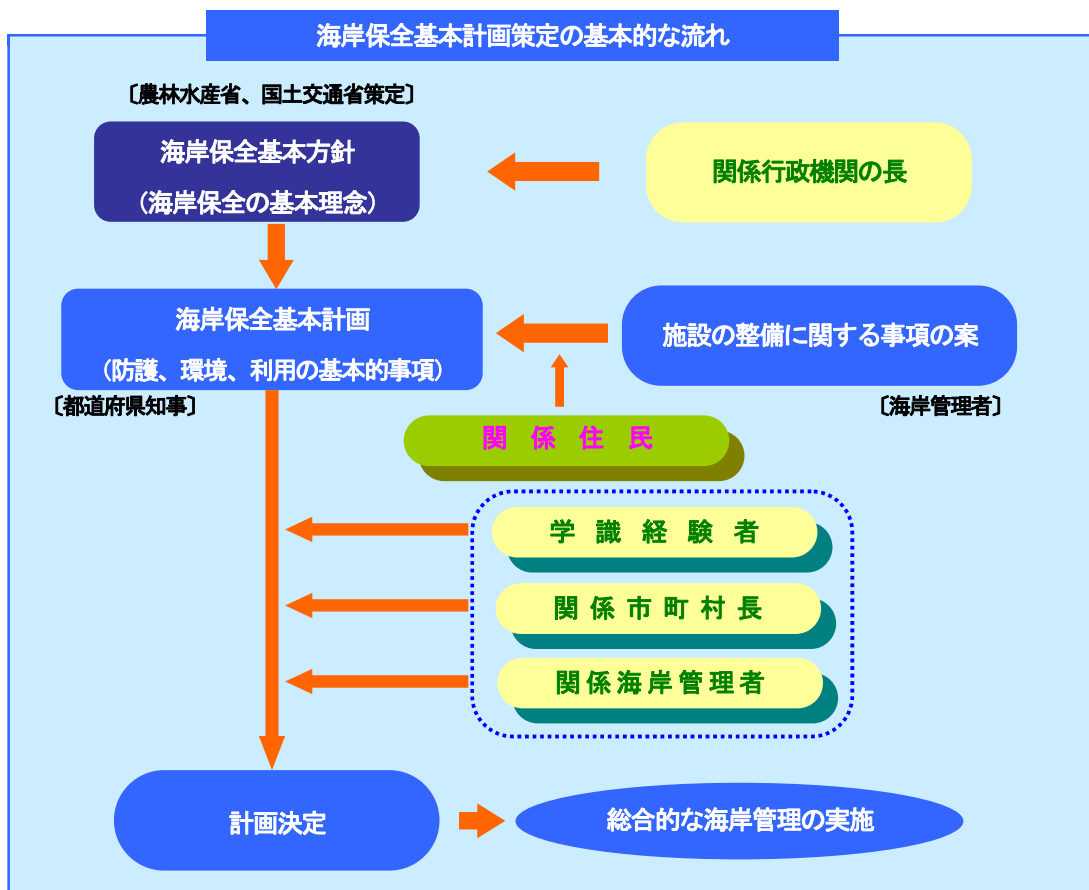 海岸保全基本計画策定の基本的な流れ
〔農林水産省、国土交通省策定〕
海岸保全基本方針
（海岸保全の基本理念）
関係行政機関の長
海岸保全基本計画
（防護、環境、利用の基本的事項）
〔都道府県知事〕
施設の整備に関する事項の案
〔海岸管理者〕
関係住民
学識経験者
関係市町村長
関係海岸管理者
計画決定
総合的な海岸管理の実施